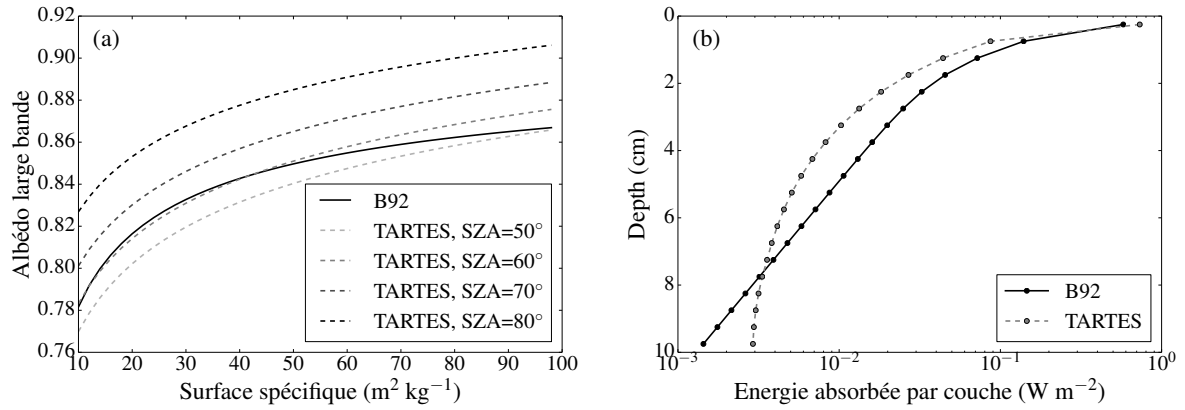 (a)
Albédo large bande
0.92
0.90
0.88
0.86
0.84
0.82
0.80
0.78
0.76
10 20 30 40 50 60 70 80 90 100
Surface spécifique (m² kg⁻¹)
B92
TARTES, SZA=50°
TARTES, SZA=60°
TARTES, SZA=70°
TARTES, SZA=80°
(b)
Depth (cm)
0
2
4
6
8
10
10⁻³ 10⁻² 10⁻¹ 10⁰
Energie absorbée par couche (W m⁻²)
B92
TARTES